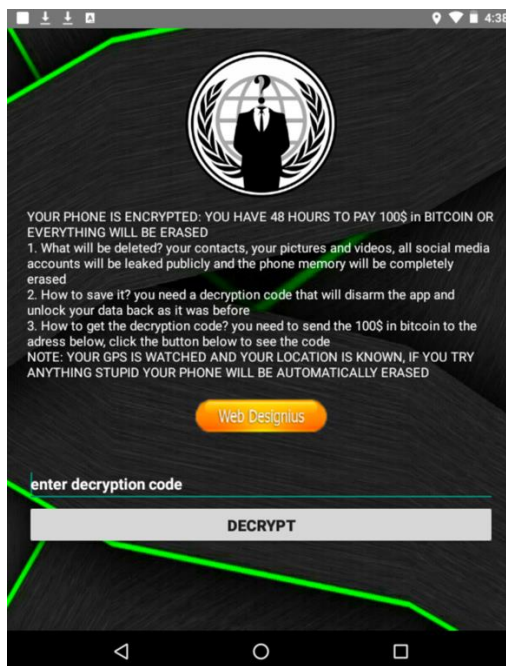 4:38
YOUR PHONE IS ENCRYPTED: YOU HAVE 48 HOURS TO PAY 100$ in BITCOIN OR
EVERYTHING WILL BE ERASED
1. What will be deleted? your contacts, your pictures and videos, all social media
accounts will be leaked publicly and the phone memory will be completely
erased
2. How to save it? you need a decryption code that will disarm the app and
unlock your data back as it was before
3. How to get the decryption code? you need to send the 100$ in bitcoin to the
adress below, click the button below to see the code
NOTE: YOUR GPS IS WATCHED AND YOUR LOCATION IS KNOWN, IF YOU TRY
ANYTHING STUPID YOUR PHONE WILL BE AUTOMATICALLY ERASED
Web Designius
enter decryption code
DECRYPT